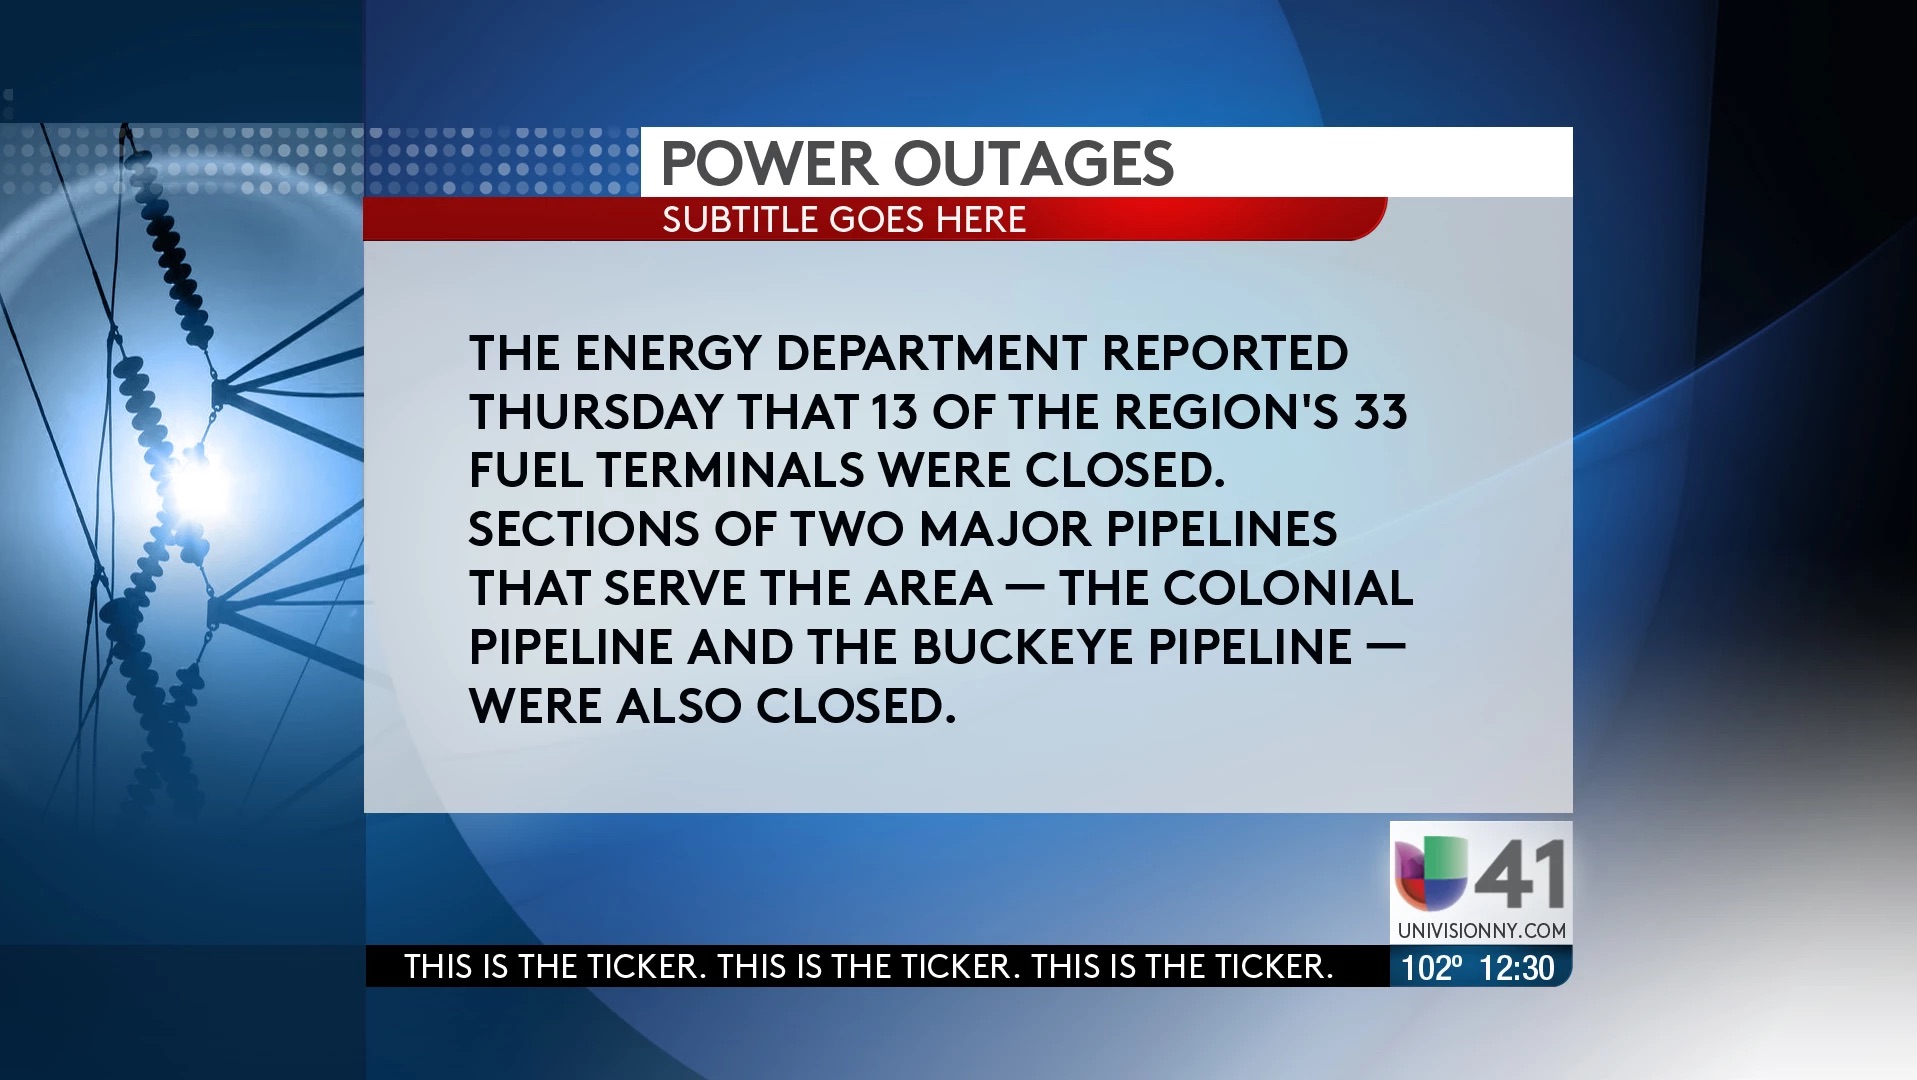 POWER OUTAGES
SUBTITLE GOES HERE
THE ENERGY DEPARTMENT REPORTED
THURSDAY THAT 13 OF THE REGION'S 33
FUEL TERMINALS WERE CLOSED.
SECTIONS OF TWO MAJOR PIPELINES
THAT SERVE THE AREA — THE COLONIAL
PIPELINE AND THE BUCKEYE PIPELINE —
WERE ALSO CLOSED.
41
UNIVISIONNY.COM
THIS IS THE TICKER. THIS IS THE TICKER. THIS IS THE TICKER.
102º 12:30